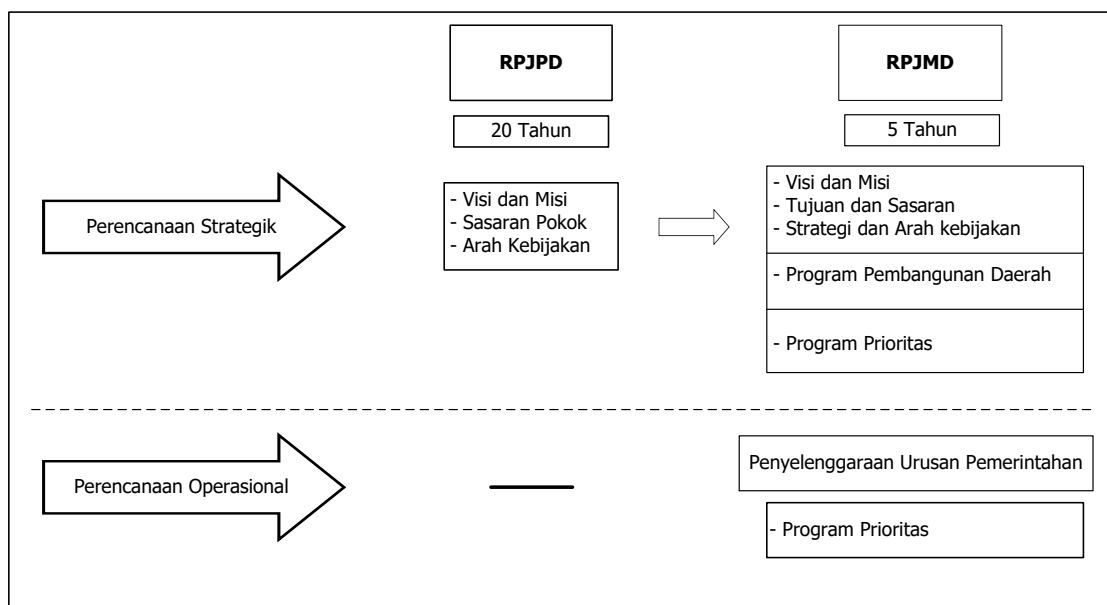 RPJPD
RPJMD
20 Tahun
5 Tahun
Perencanaan Strategik
- Visi dan Misi
- Sasaran Pokok
- Arah Kebijakan
- Visi dan Misi
- Tujuan dan Sasaran
- Strategi dan Arah kebijakan
- Program Pembangunan Daerah
- Program Prioritas
Perencanaan Operasional
Penyelenggaraan Urusan Pemerintahan
- Program Prioritas